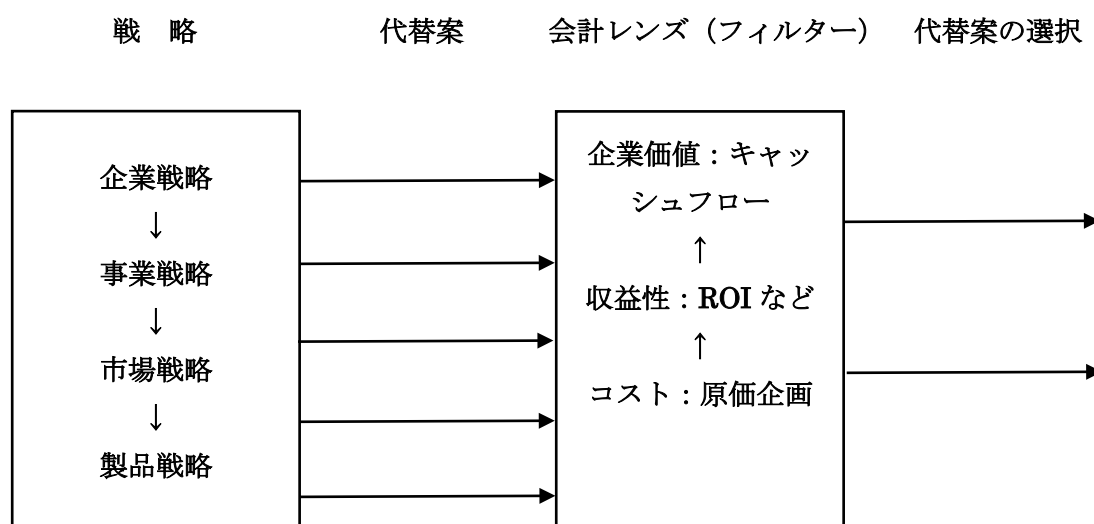 戦　略　代替案　会計レンズ（フィルター）　代替案の選択
企業戦略
↓
事業戦略
↓
市場戦略
↓
製品戦略
企業価値：キャッ
シュフロー
↑
収益性：ROI など
↑
コスト：原価企画